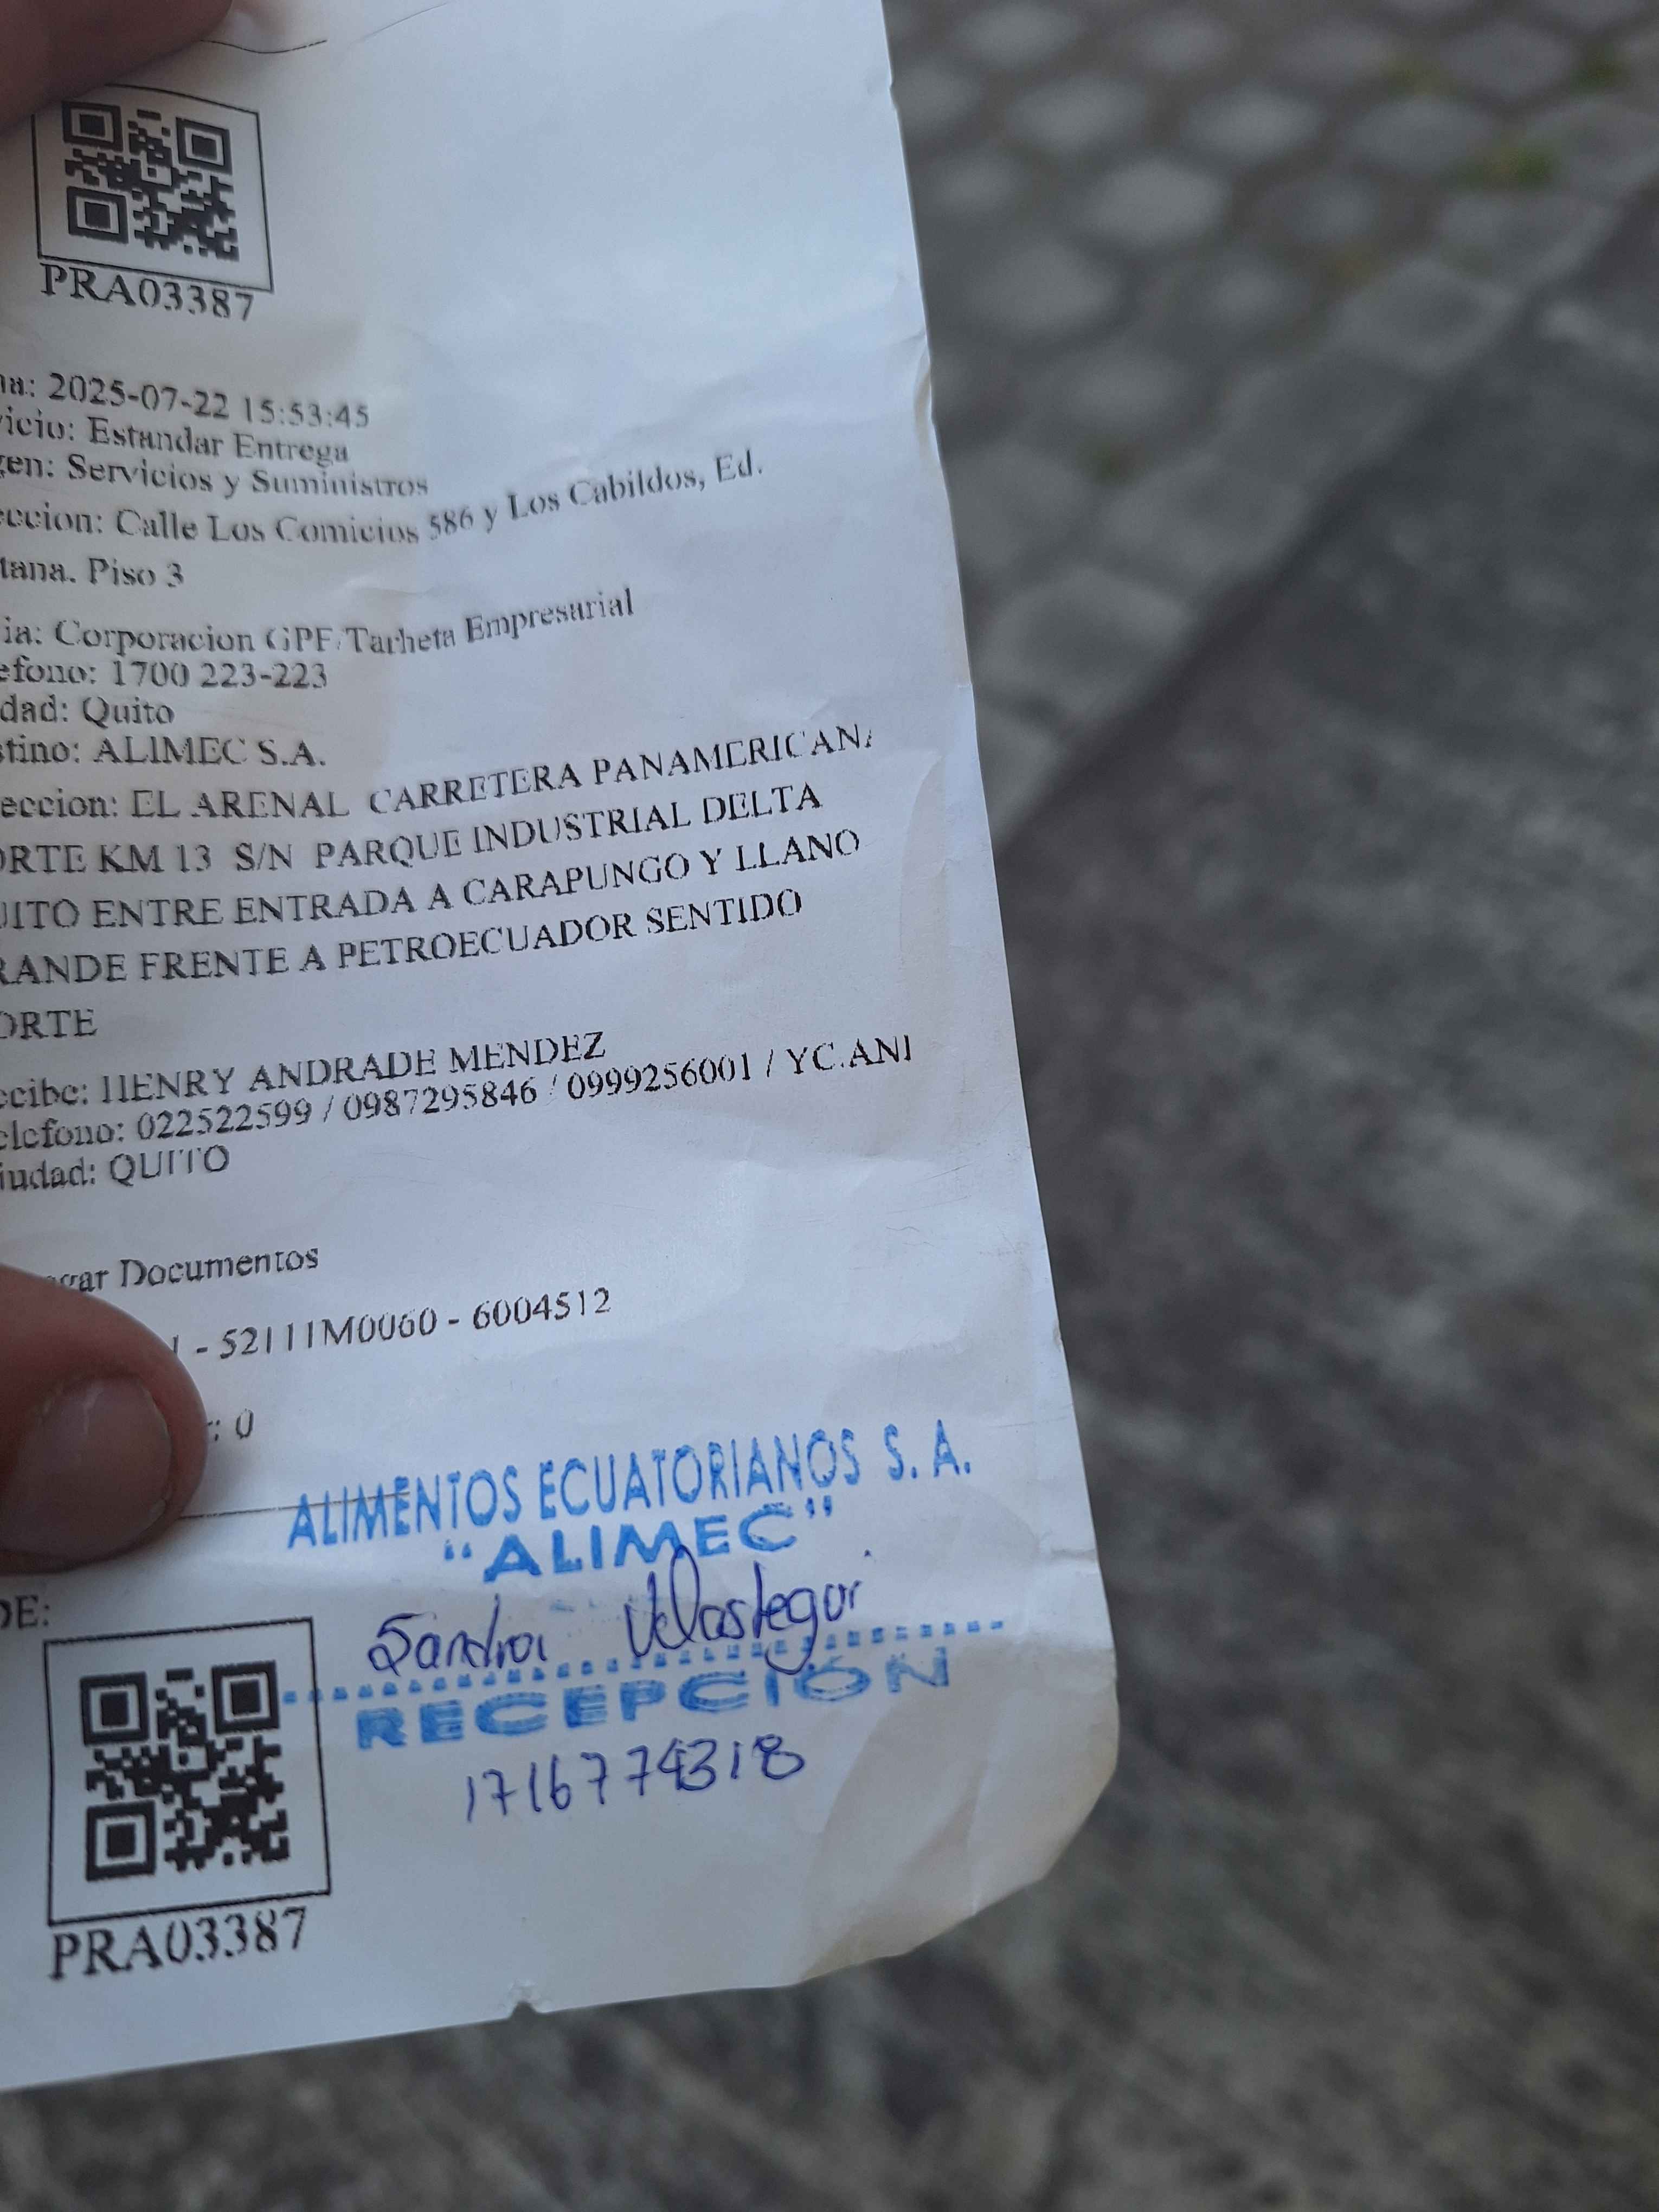 PRA03387
na: 2025-07-22 15:53:45
vicio: Estandar Entrega
gen: Servicios y Suministros
eccion: Calle Los Comicios 586 y Los Cabildos, Ed.
tana. Piso 3
ia: Corporacion GPF/Tarheta Empresarial
efono: 1700 223-223
dad: Quito
stino: ALIMEC S.A.
eccion: EL ARENAL CARRETERA PANAMERICANA
ORTE KM 13 S/N PARQUE INDUSTRIAL DELTA
UITO ENTRE ENTRADA A CARAPUNGO Y LLANO
RANDE FRENTE A PETROECUADOR SENTIDO
ORTE
ecibe: HENRY ANDRADE MENDEZ
elefono: 022522599 / 0987295846 / 0999256001 / YC.ANI
iudad: QUITO
gar Documentos
1 - 52111M0060 - 6004512
: 0
ALIMENTOS ECUATORIANOS S. A.
"ALIMEC"
DE:
Sandra Velastegui
RECEPCIÓN
1716774318
PRA03387